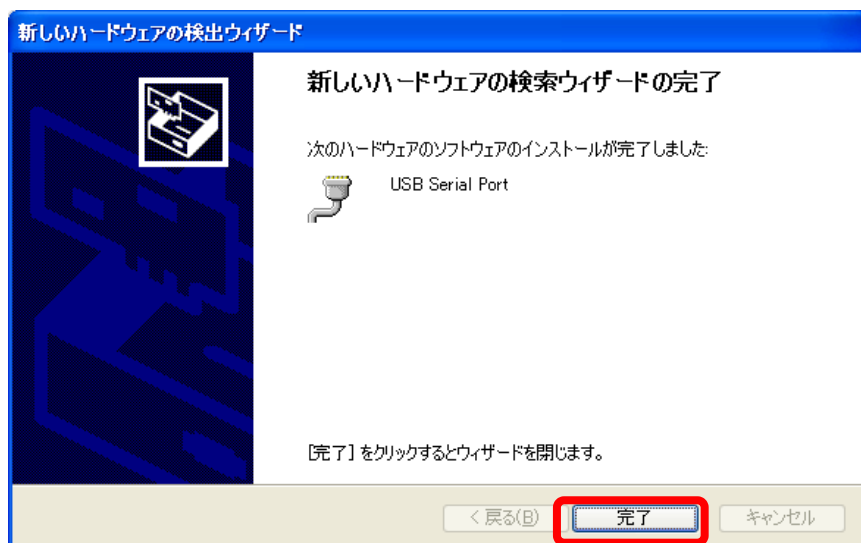 新しいハードウェアの検出ウィザード
新しいハードウェアの検索ウィザードの完了
次のハードウェアのソフトウェアのインストールが完了しました:
USB Serial Port
[完了] をクリックするとウィザードを閉じます。
< 戻る(B)
完了
キャンセル